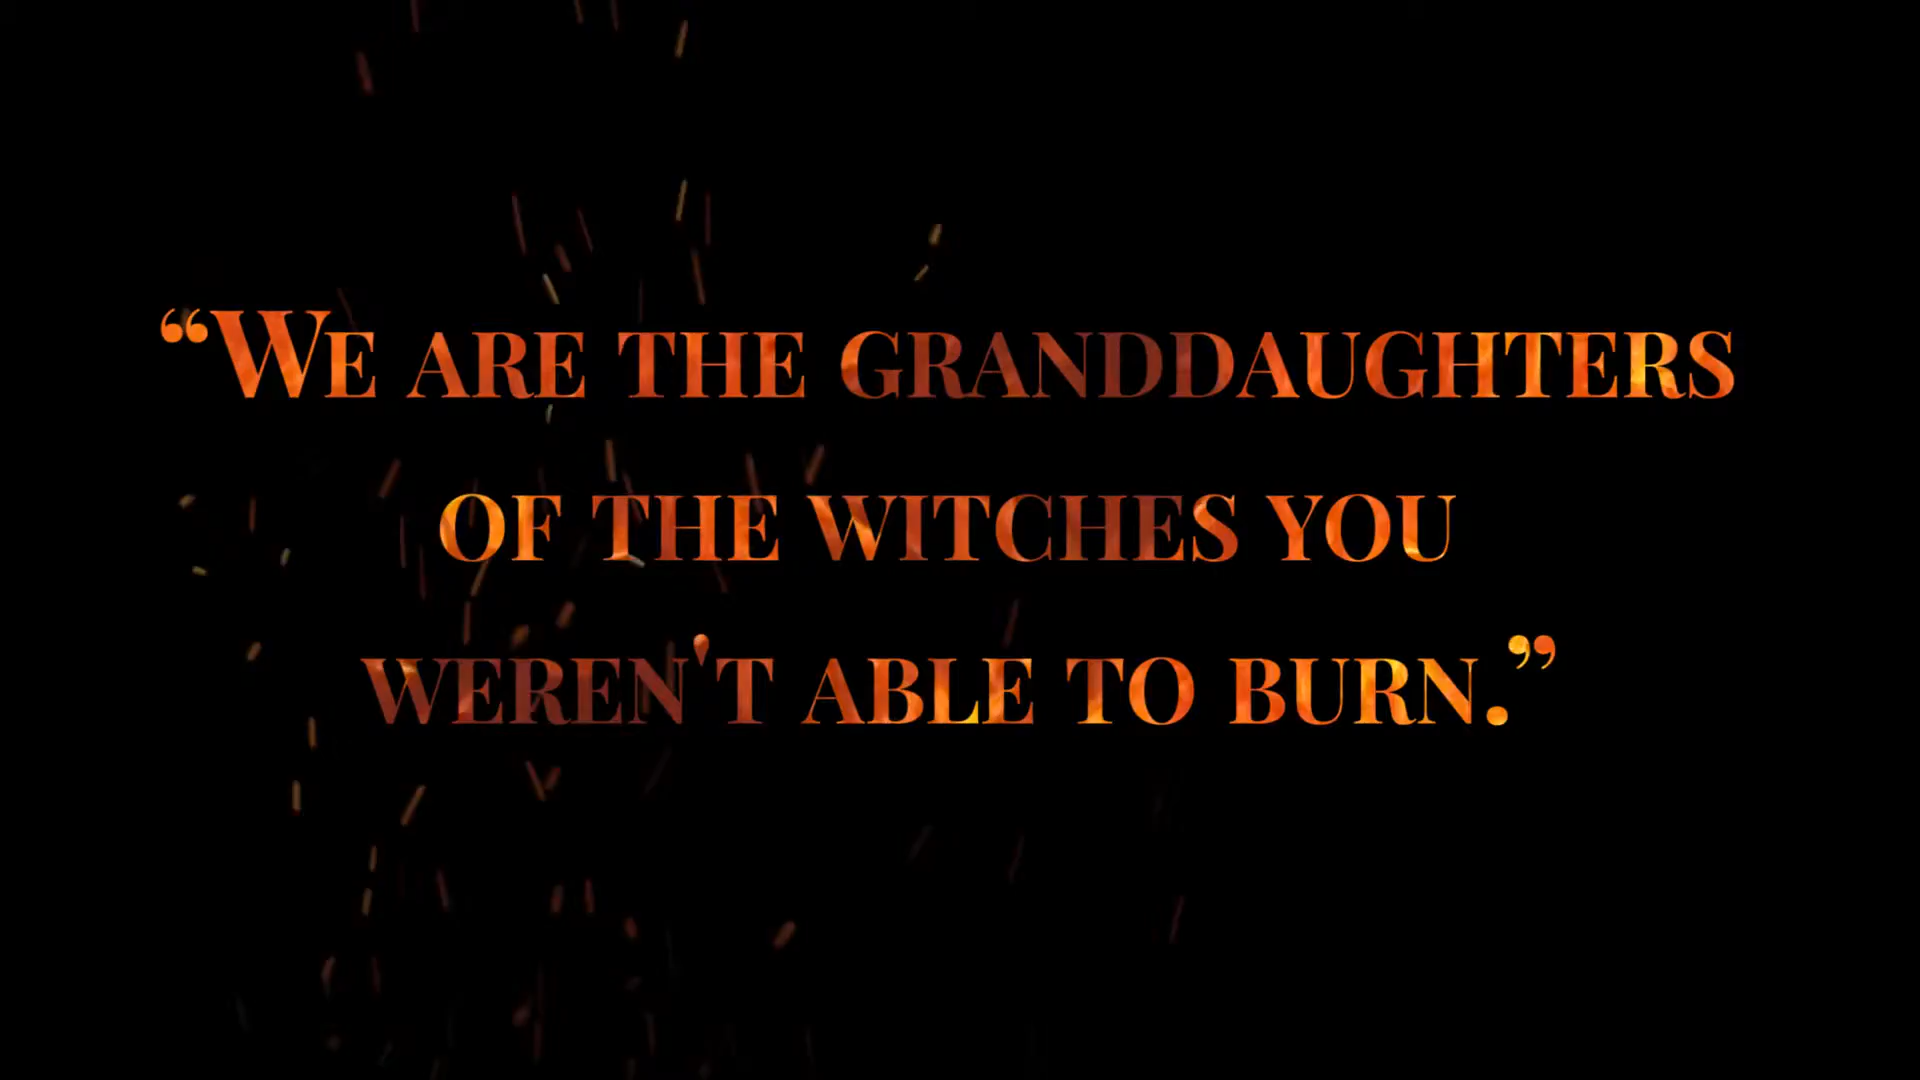 “We are the granddaughters
of the witches you
weren't able to burn.”